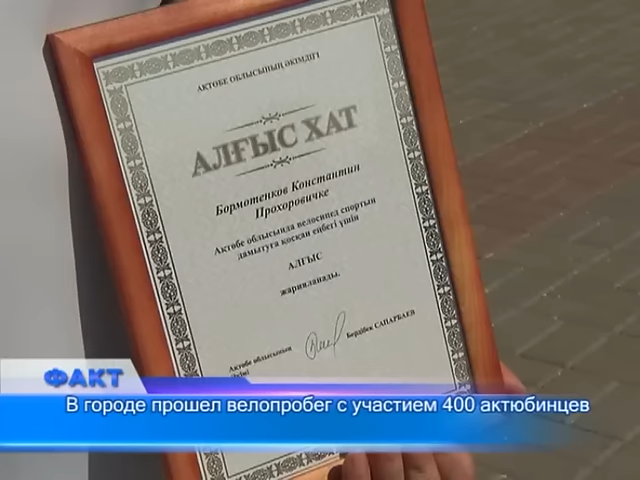 АҚТӨБЕ ОБЛЫСЫНЫҢ ӘКІМДІГІ
АЛҒЫС ХАТ
Бормотенков Константин
Прохоровичке
Ақтөбе облысында велосипед спортын
дамытуға қосқан еңбегі үшін
АЛҒЫС
жарияланады.
Ақтөбе облысының
әкімі
Бердібек САПАРБАЕВ
ФАКТ
В городе прошел велопробег с участием 400 актюбинцев